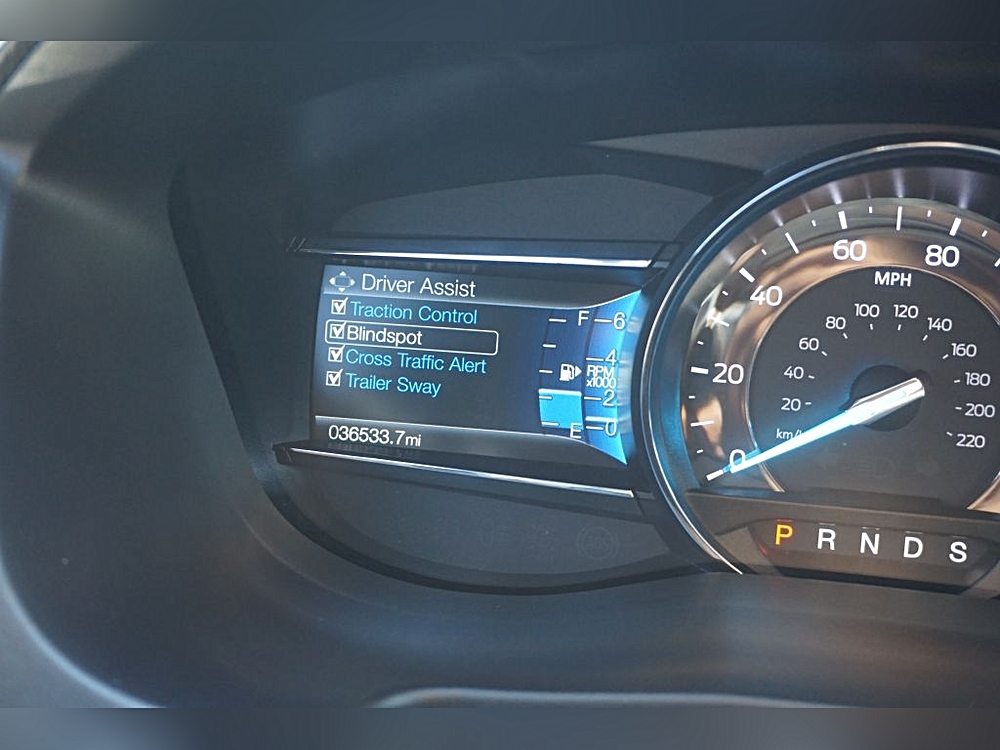 Driver Assist
Traction Control
Blindspot
Cross Traffic Alert
Trailer Sway
036533.7mi
F
E
6
4
RPM
x1000
2
0
0
20
40
60
80
MPH
km/h
20
40
60
80
100
120
140
160
180
200
220
P R N D S